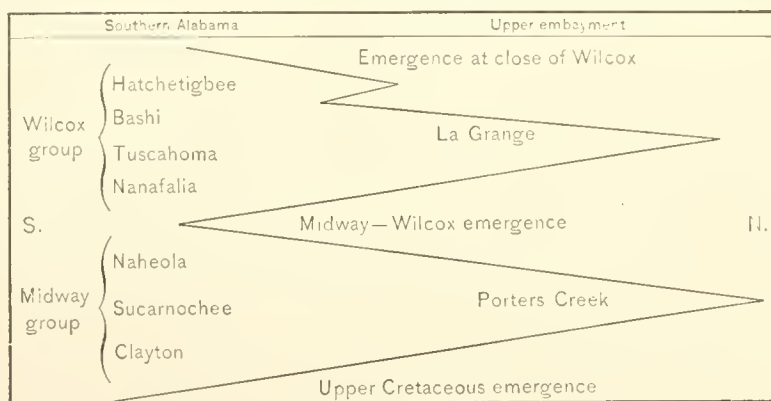 Southern Alabama Upper embayment
Emergence at close of Wilcox
Hatchetigbee
Bashi
Wilcox group
La Grange
Tuscahoma
Nanafalia
S. Midway—Wilcox emergence N.
Naheola
Midway group
Sucarnochee
Porters Creek
Clayton
Upper Cretaceous emergence